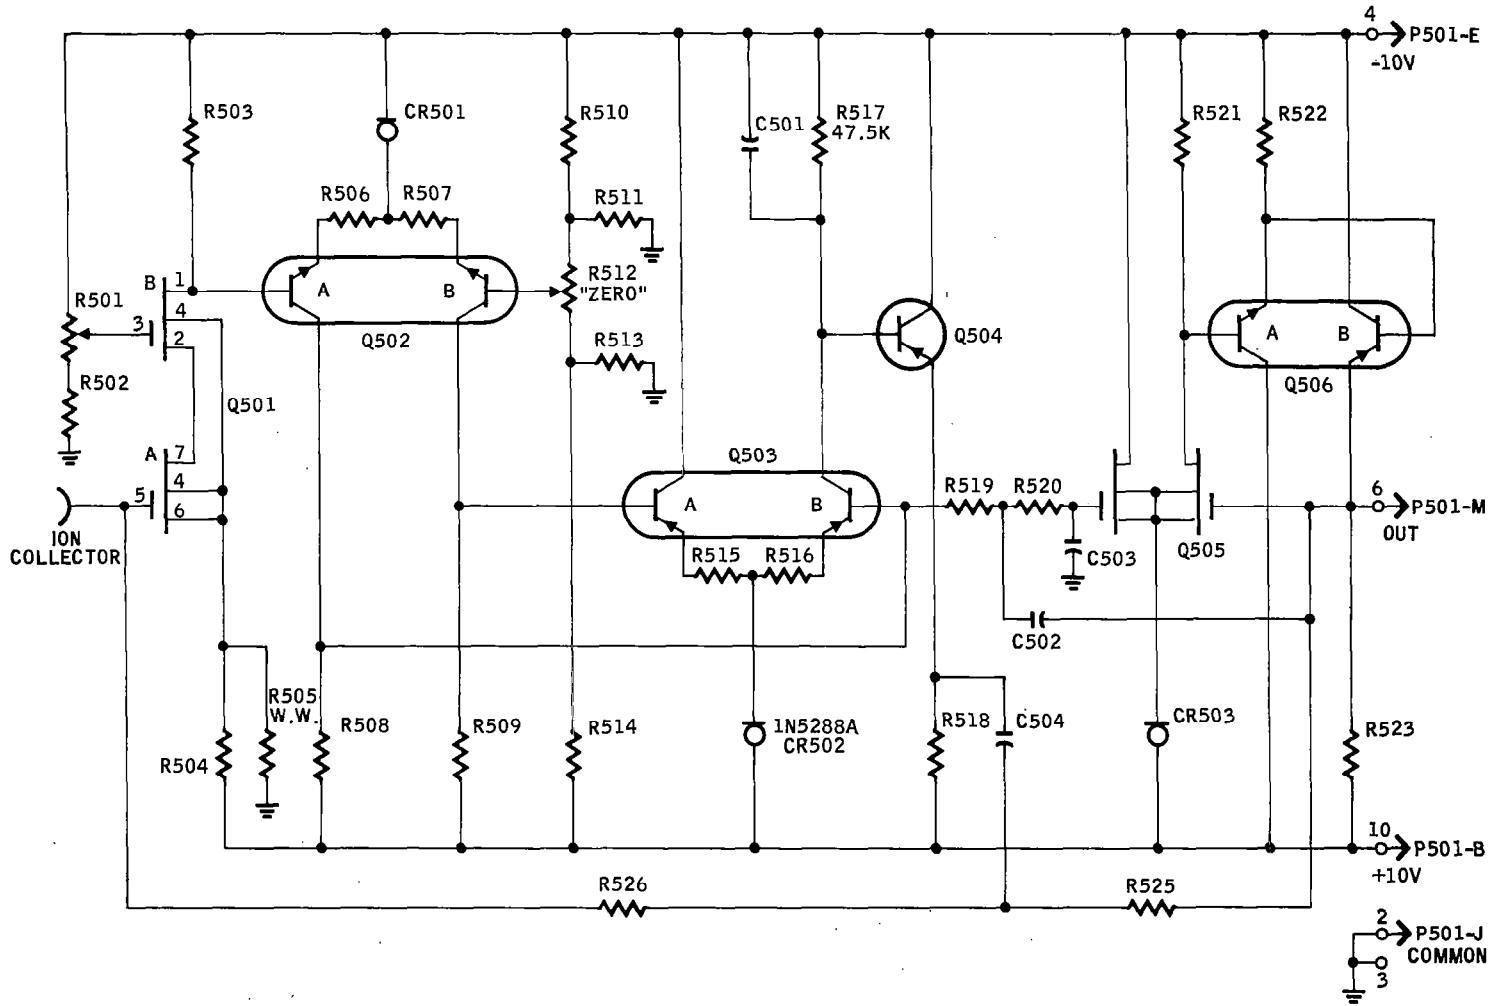 4
P501-E
-10V
R503
CR501
R510
C501
R517
47.5K
R521
R522
R506
R507
R511
B
1
A
B
R512
"ZERO"
R501
4
3
2
Q502
Q504
A
B
R513
R502
Q506
Q501
A
7
Q503
4
5
6
A
B
R519
R520
6
P501-M
OUT
ION
COLLECTOR
R515
R516
C503
Q505
C502
R505
W.W.
R508
R509
R514
1N5288A
CR502
R518
C504
CR503
R523
R504
10
P501-B
+10V
R526
R525
2
P501-J
COMMON
3